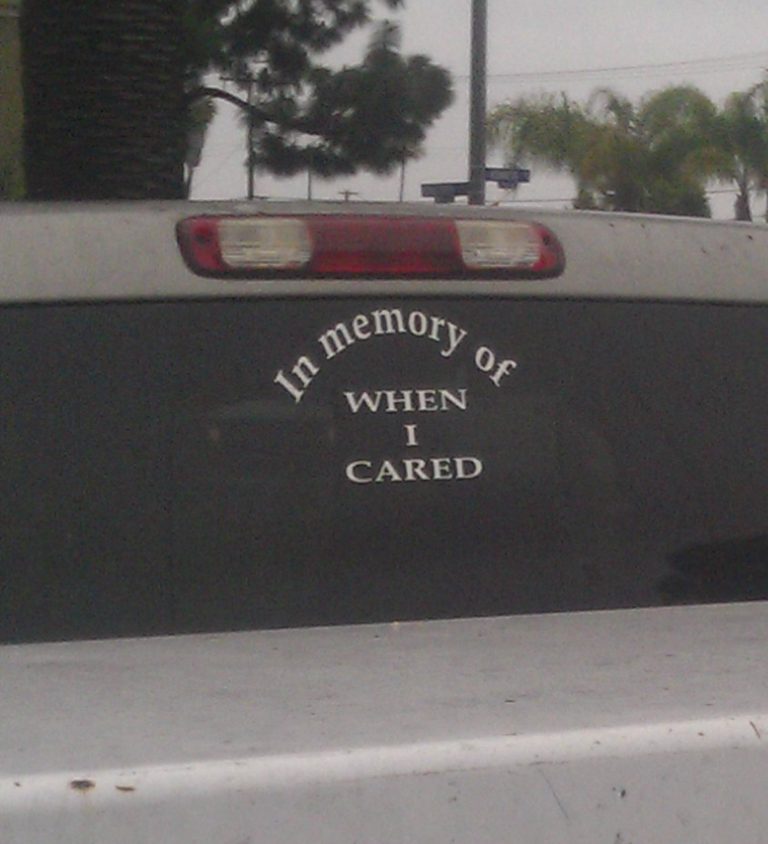 In memory of
WHEN
I
CARED